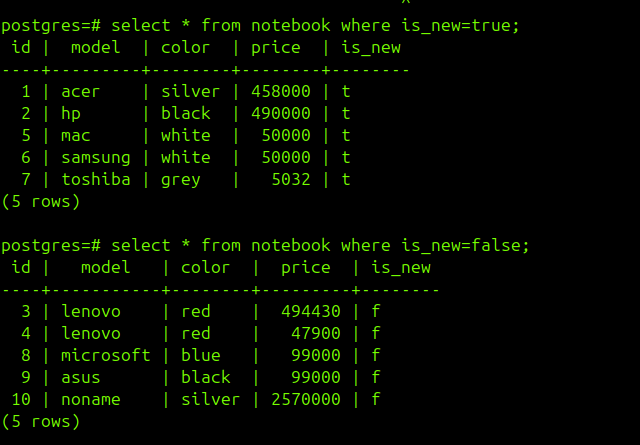 postgres=# select * from notebook where is_new=true;
 id |  model  | color  | price  | is_new
----+---------+--------+--------+--------
  1 | acer    | silver | 458000 | t
  2 | hp      | black  | 490000 | t
  5 | mac     | white  |  50000 | t
  6 | samsung | white  |  50000 | t
  7 | toshiba | grey   |   5032 | t
(5 rows)

postgres=# select * from notebook where is_new=false;
 id |   model   | color  |  price  | is_new
----+-----------+--------+---------+--------
  3 | lenovo    | red    |  494430 | f
  4 | lenovo    | red    |   47900 | f
  8 | microsoft | blue   |   99000 | f
  9 | asus      | black  |   99000 | f
 10 | noname    | silver | 2570000 | f
(5 rows)